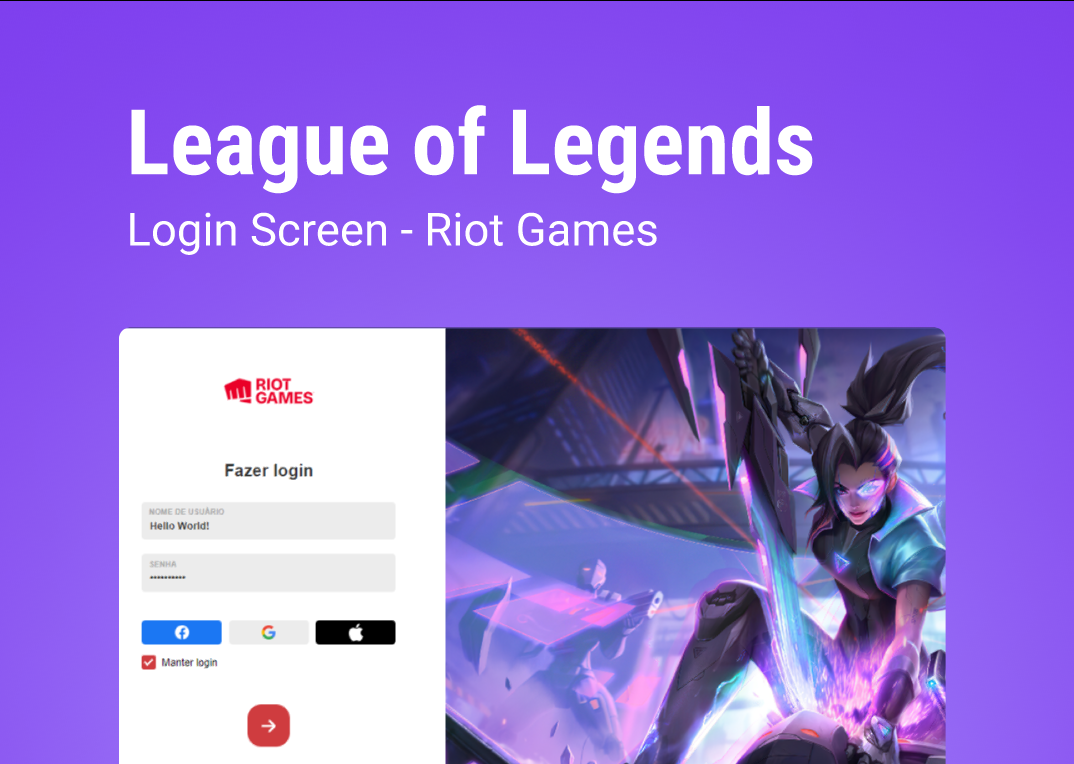 League of Legends
Login Screen - Riot Games
RIOT
GAMES
Fazer login
NOME DE USUÁRIO
Hello World!
SENHA
••••••••••
Manter login